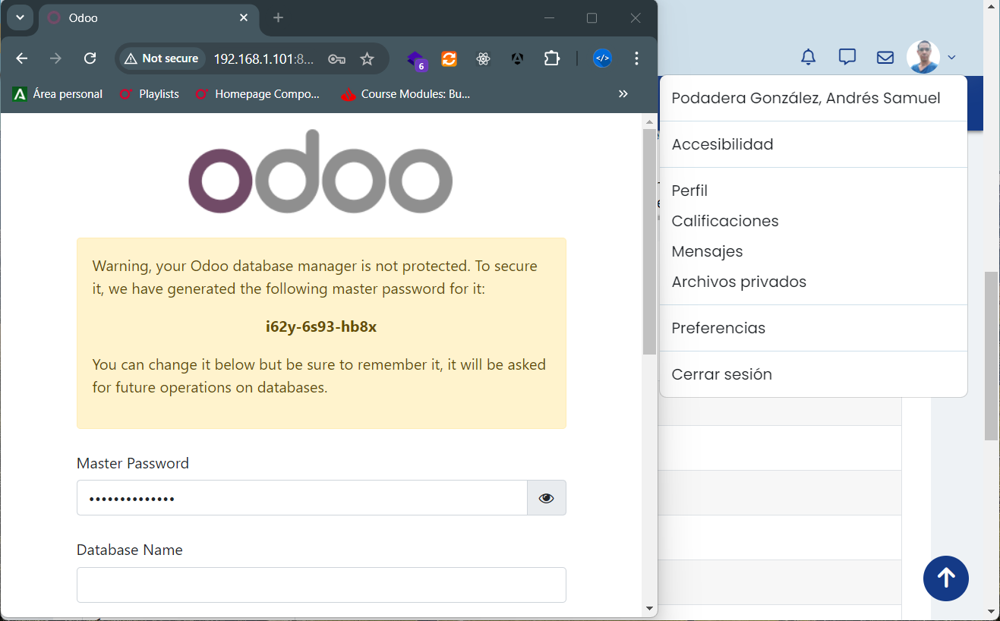 Odoo
Not secure
192.168.1.101:8...
6
Área personal
Playlists
Homepage Compo...
Course Modules: Bu...
odoo
Warning, your Odoo database manager is not protected. To secure
it, we have generated the following master password for it:
i62y-6s93-hb8x
You can change it below but be sure to remember it, it will be asked
for future operations on databases.
Master Password
••••••••••••••
Database Name
Podadera González, Andrés Samuel
Accesibilidad
Perfil
Calificaciones
Mensajes
Archivos privados
Preferencias
Cerrar sesión